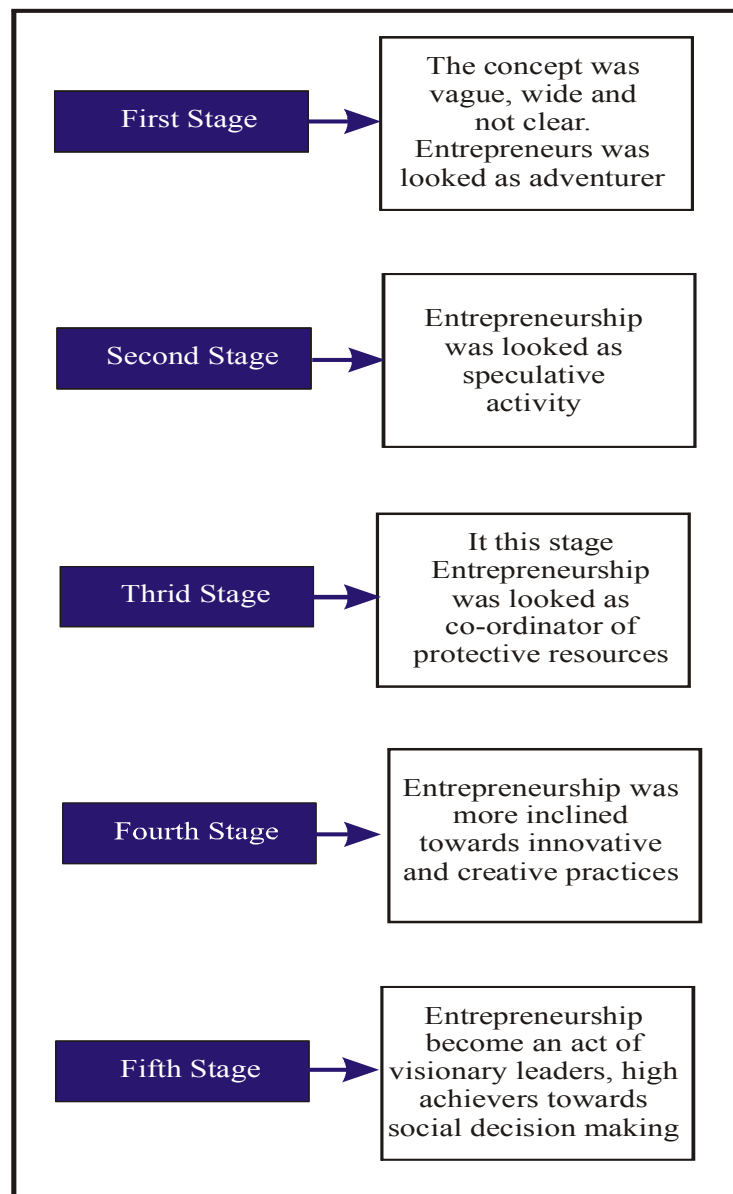 First Stage
The concept was
vague, wide and
not clear.
Entrepreneurs was
looked as adventurer
Second Stage
Entrepreneurship
was looked as
speculative
activity
Thrid Stage
It this stage
Entrepreneurship
was looked as
co-ordinator of
protective resources
Fourth Stage
Entrepreneurship was
more inclined
towards innovative
and creative practices
Fifth Stage
Entrepreneurship
become an act of
visionary leaders, high
achievers towards
social decision making